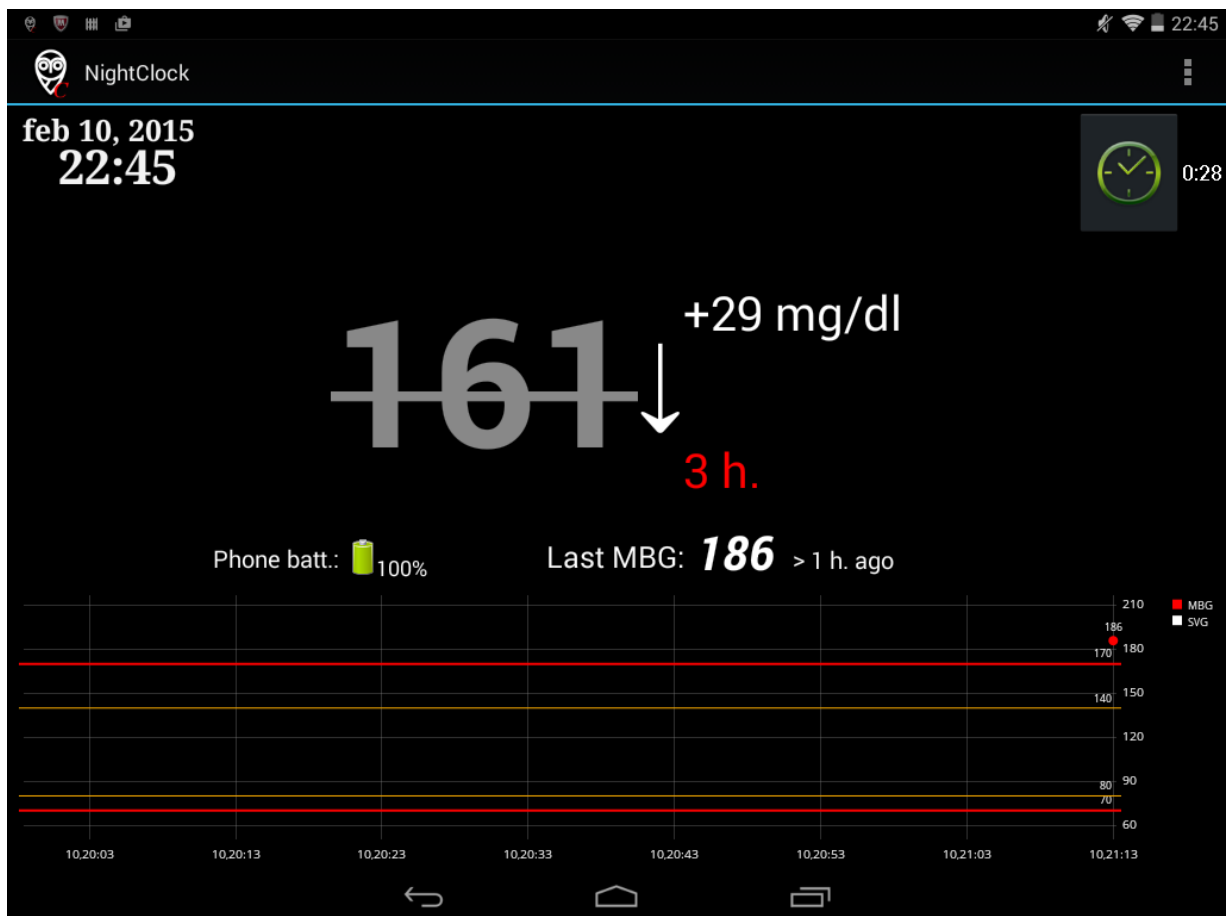 22:45
NightClock
feb 10, 2015
22:45
0:28
161
+29 mg/dl
3 h.
Phone batt.: 100%
Last MBG: 186 > 1 h. ago
210
MBG
SVG
186
180
170
150
140
120
90
80
70
60
10,20:03 10,20:13 10,20:23 10,20:33 10,20:43 10,20:53 10,21:03 10,21:13